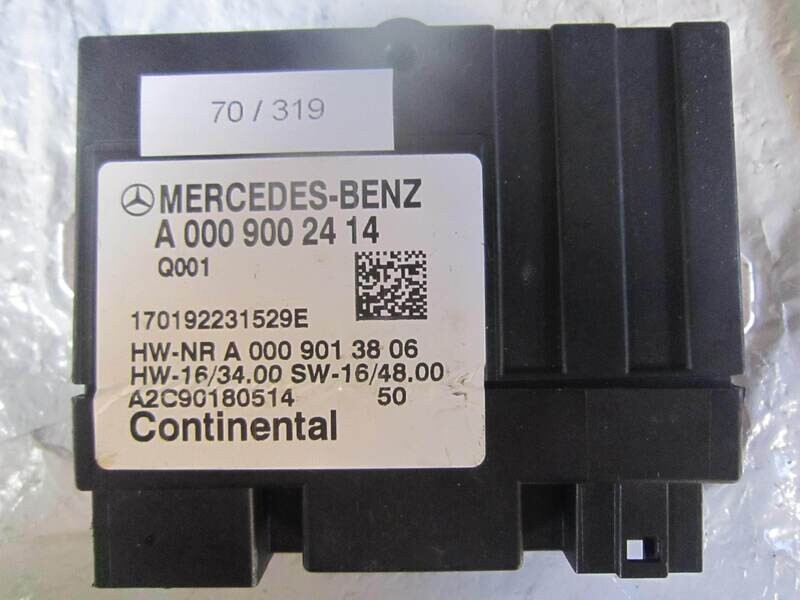 70 / 319
MERCEDES-BENZ
A 000 900 24 14
Q001
170192231529E
HW-NR A 000 901 38 06
HW-16/34.00 SW-16/48.00
A2C90180514 50
Continental